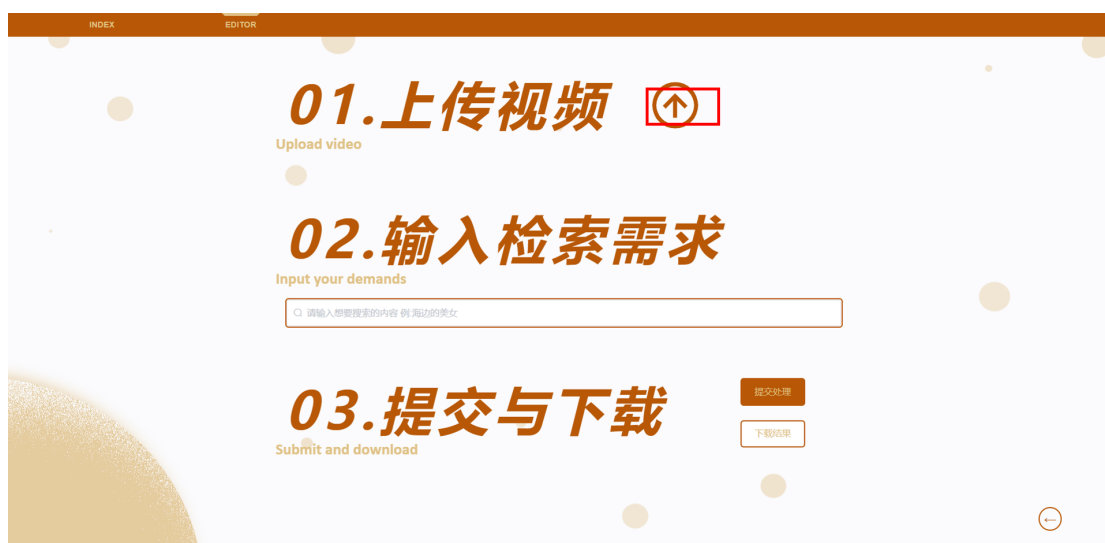 INDEX EDITOR
01.上传视频
Upload video
02.输入检索需求
Input your demands
请输入想要搜索的内容 例 海边的美女
03.提交与下载
提交处理
下载结果
Submit and download